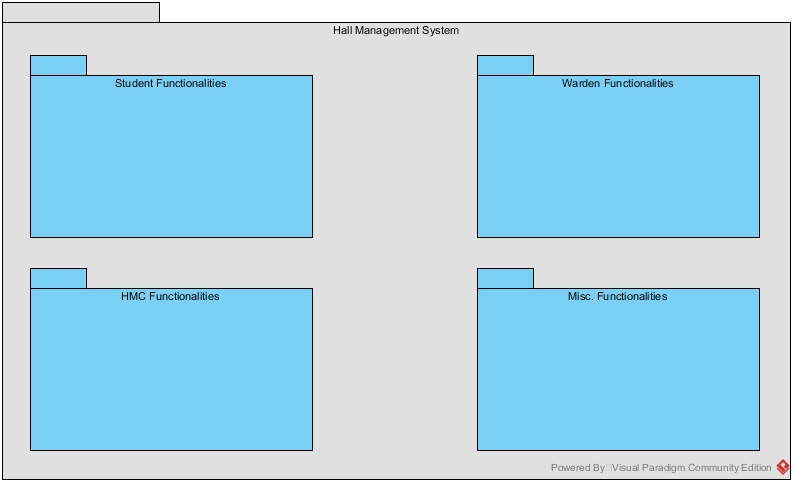 Hall Management System
Student Functionalities
Warden Functionalities
HMC Functionalities
Misc. Functionalities
Powered By Visual Paradigm Community Edition